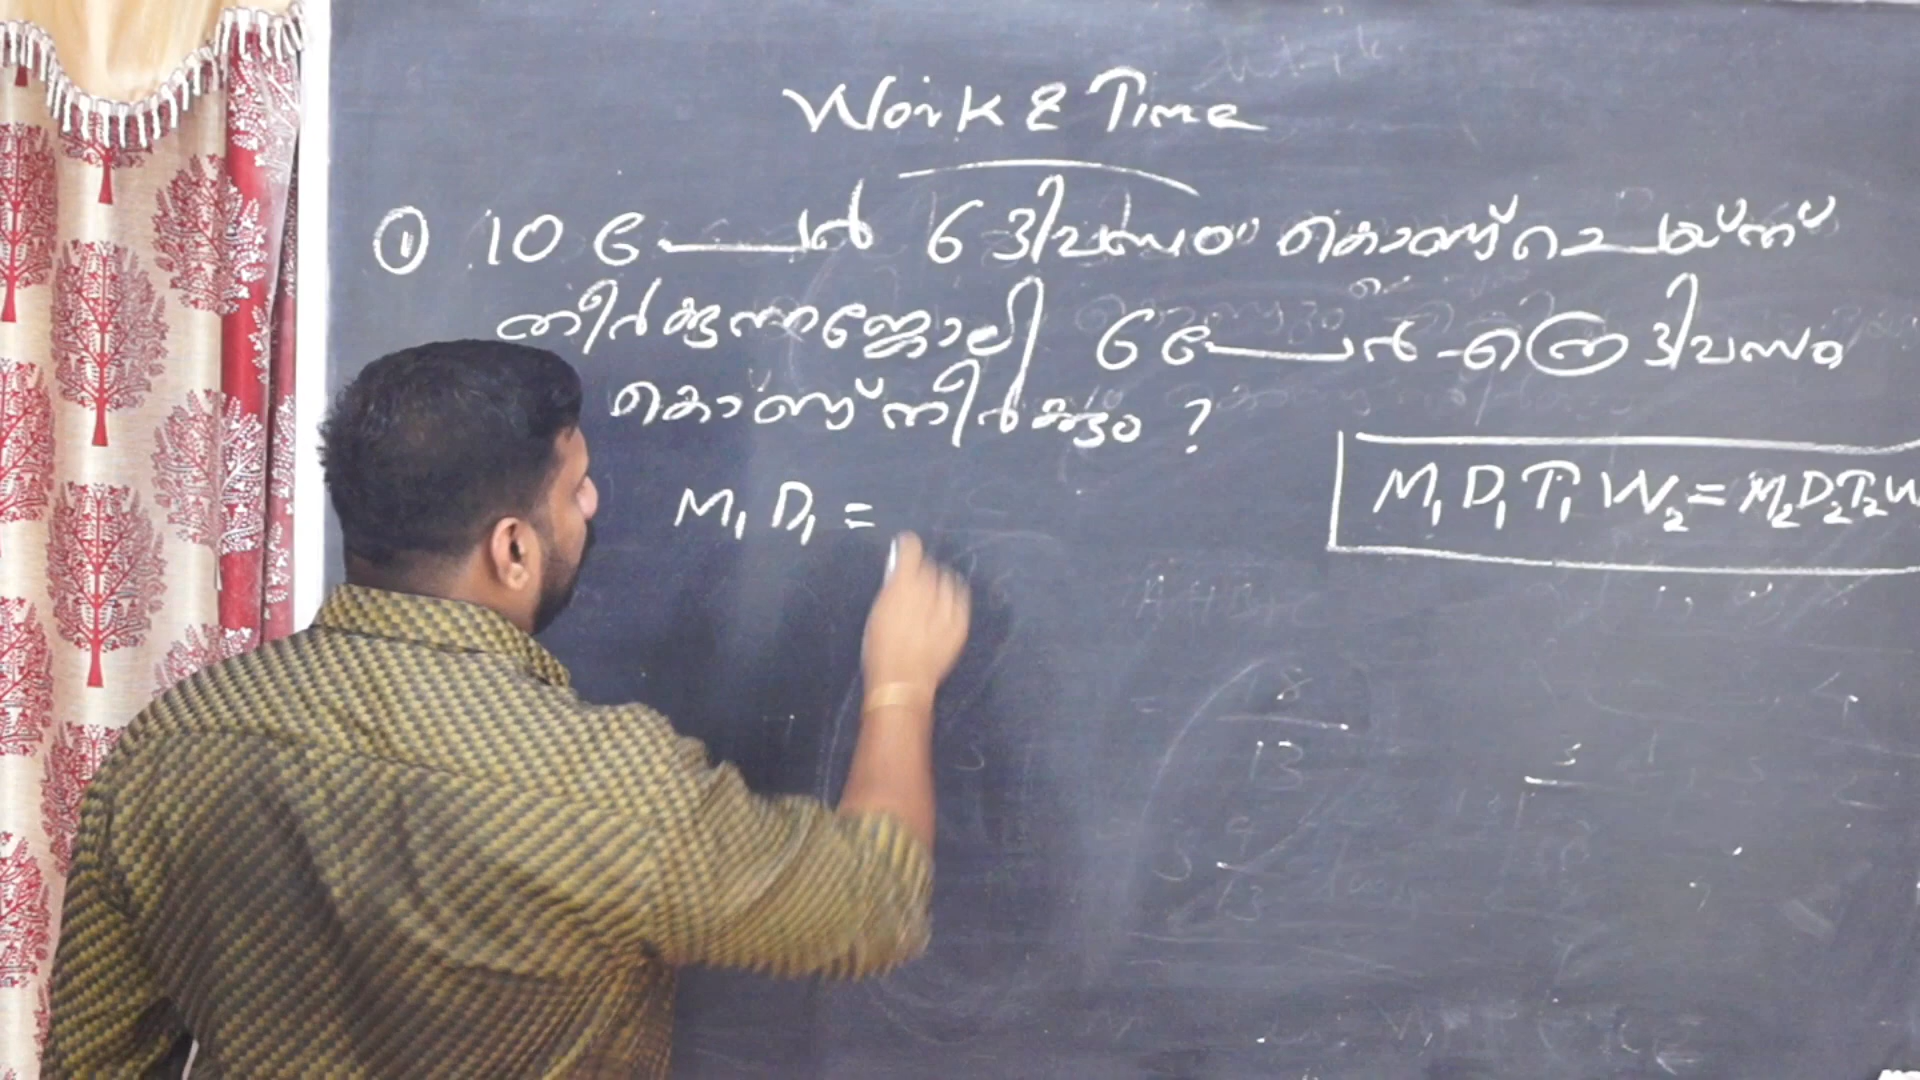 Work & Time
① 10 പേർ 6 ദിവസം കൊണ്ട് ചെയ്ത്
തീർക്കുന്ന ജോലി 6 പേർ എത്ര ദിവസം
കൊണ്ട് തീർക്കും ?
M₁ D₁ T₁ W₂ = M₂ D₂ T₂ W
M₁ D₁ =